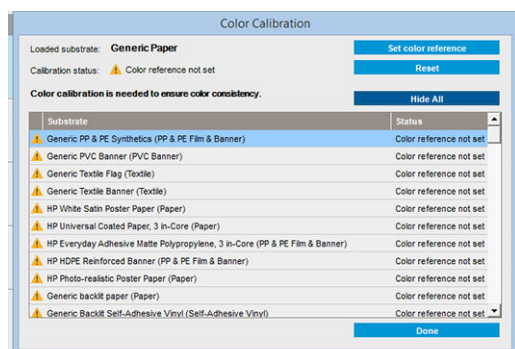 Color Calibration
Loaded substrate: Generic Paper
Set color reference
Calibration status: Color reference not set
Reset
Color calibration is needed to ensure color consistency.
Hide All
Substrate Status
Generic PP & PE Synthetics (PP & PE Film & Banner) Color reference not set
Generic PVC Banner (PVC Banner) Color reference not set
Generic Textile Flag (Textile) Color reference not set
Generic Textile Banner (Textile) Color reference not set
HP White Satin Poster Paper (Paper) Color reference not set
HP Universal Coated Paper, 3 in-Core (Paper) Color reference not set
HP Everyday Adhesive Matte Polypropylene, 3 in-Core (PP & PE Film & Banner) Color reference not set
HP HDPE Reinforced Banner (PP & PE Film & Banner) Color reference not set
HP Photo-realistic Poster Paper (Paper) Color reference not set
Generic backlit paper (Paper) Color reference not set
Generic Backlit Self-Adhesive Vinyl (Self-Adhesive Vinyl) Color reference not set
Done